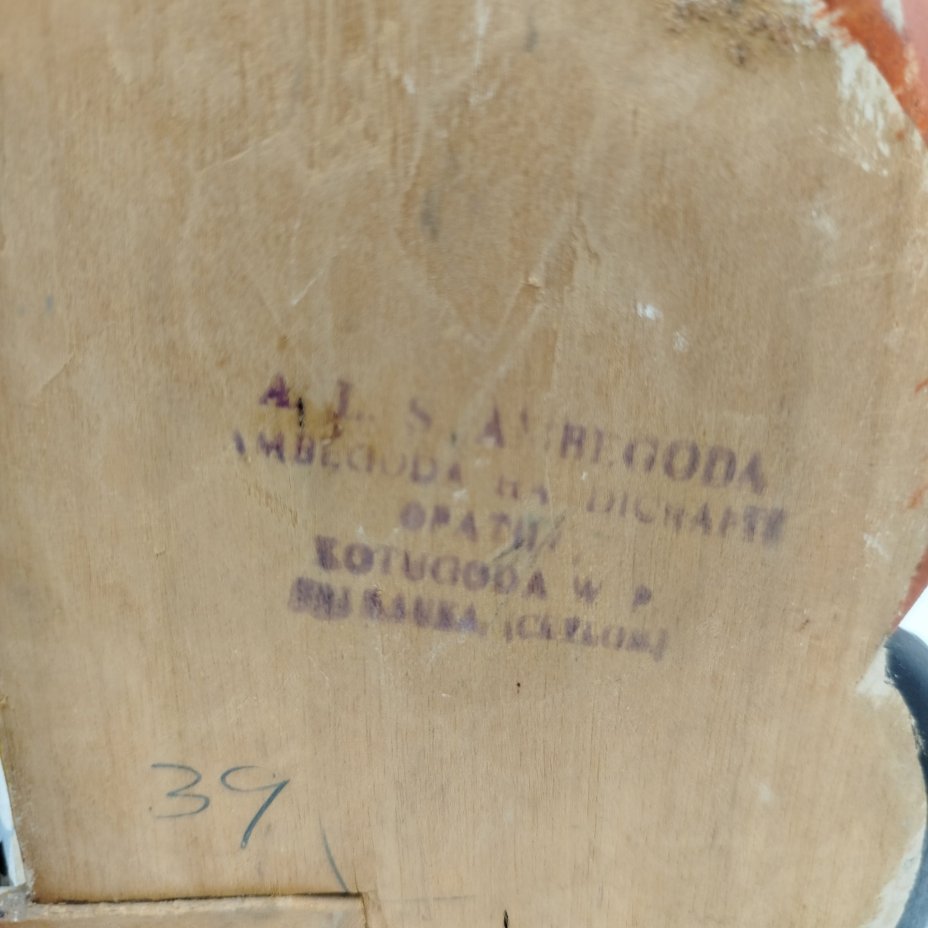 A. L. S. AMBEGODA
AMBEGODA HANDICRAFTS
OPATHA,
KOTUGODA W P
SRI LANKA, (CEYLON)
39